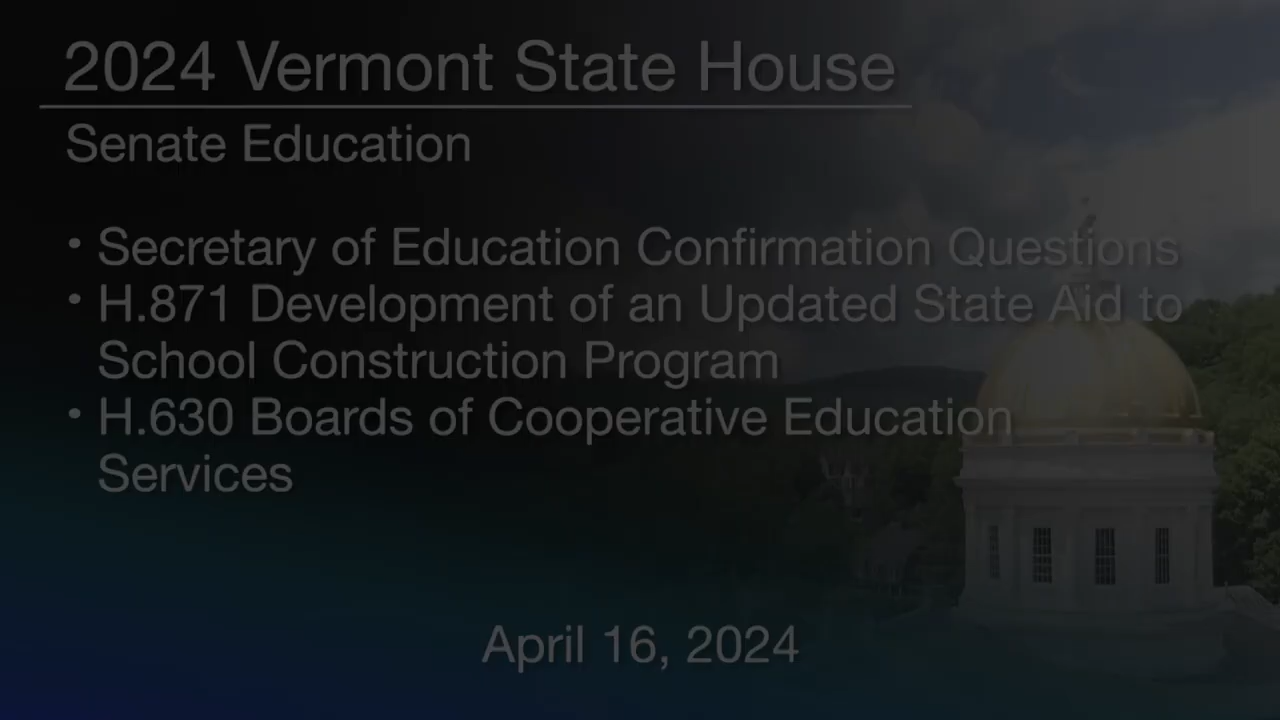 2024 Vermont State House
Senate Education
• Secretary of Education Confirmation Questions
• H.871 Development of an Updated State Aid to
School Construction Program
• H.630 Boards of Cooperative Education
Services
April 16, 2024